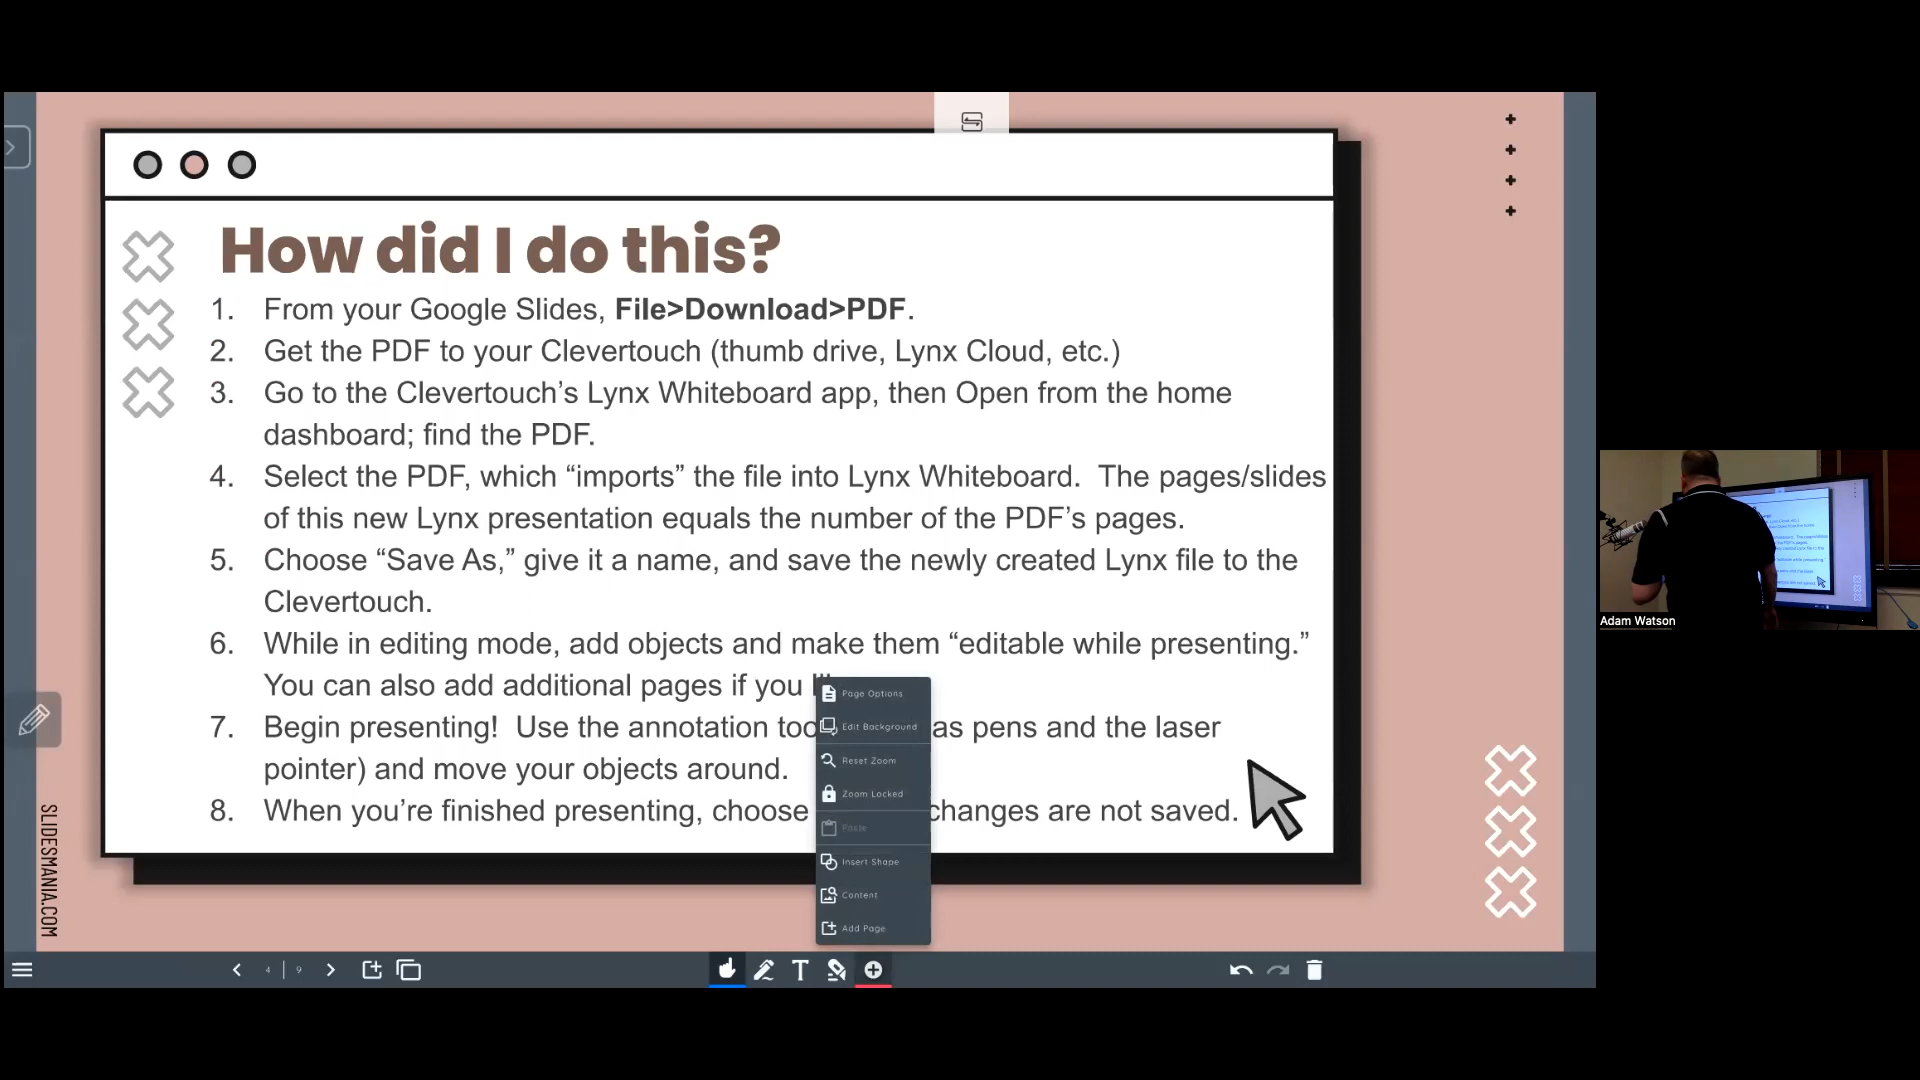 How did I do this?
1. From your Google Slides, File>Download>PDF.
2. Get the PDF to your Clevertouch (thumb drive, Lynx Cloud, etc.)
3. Go to the Clevertouch’s Lynx Whiteboard app, then Open from the home
dashboard; find the PDF.
4. Select the PDF, which “imports” the file into Lynx Whiteboard. The pages/slides
of this new Lynx presentation equals the number of the PDF’s pages.
5. Choose “Save As,” give it a name, and save the newly created Lynx file to the
Clevertouch.
6. While in editing mode, add objects and make them “editable while presenting.”
You can also add additional pages if you
7. Begin presenting! Use the annotation too as pens and the laser
pointer) and move your objects around.
8. When you’re finished presenting, choose changes are not saved.
Page Options
Edit Background
Reset Zoom
Zoom Locked
Paste
Insert Shape
Content
Add Page
SLIDESMANIA.COM
4 | 9
T
Adam Watson